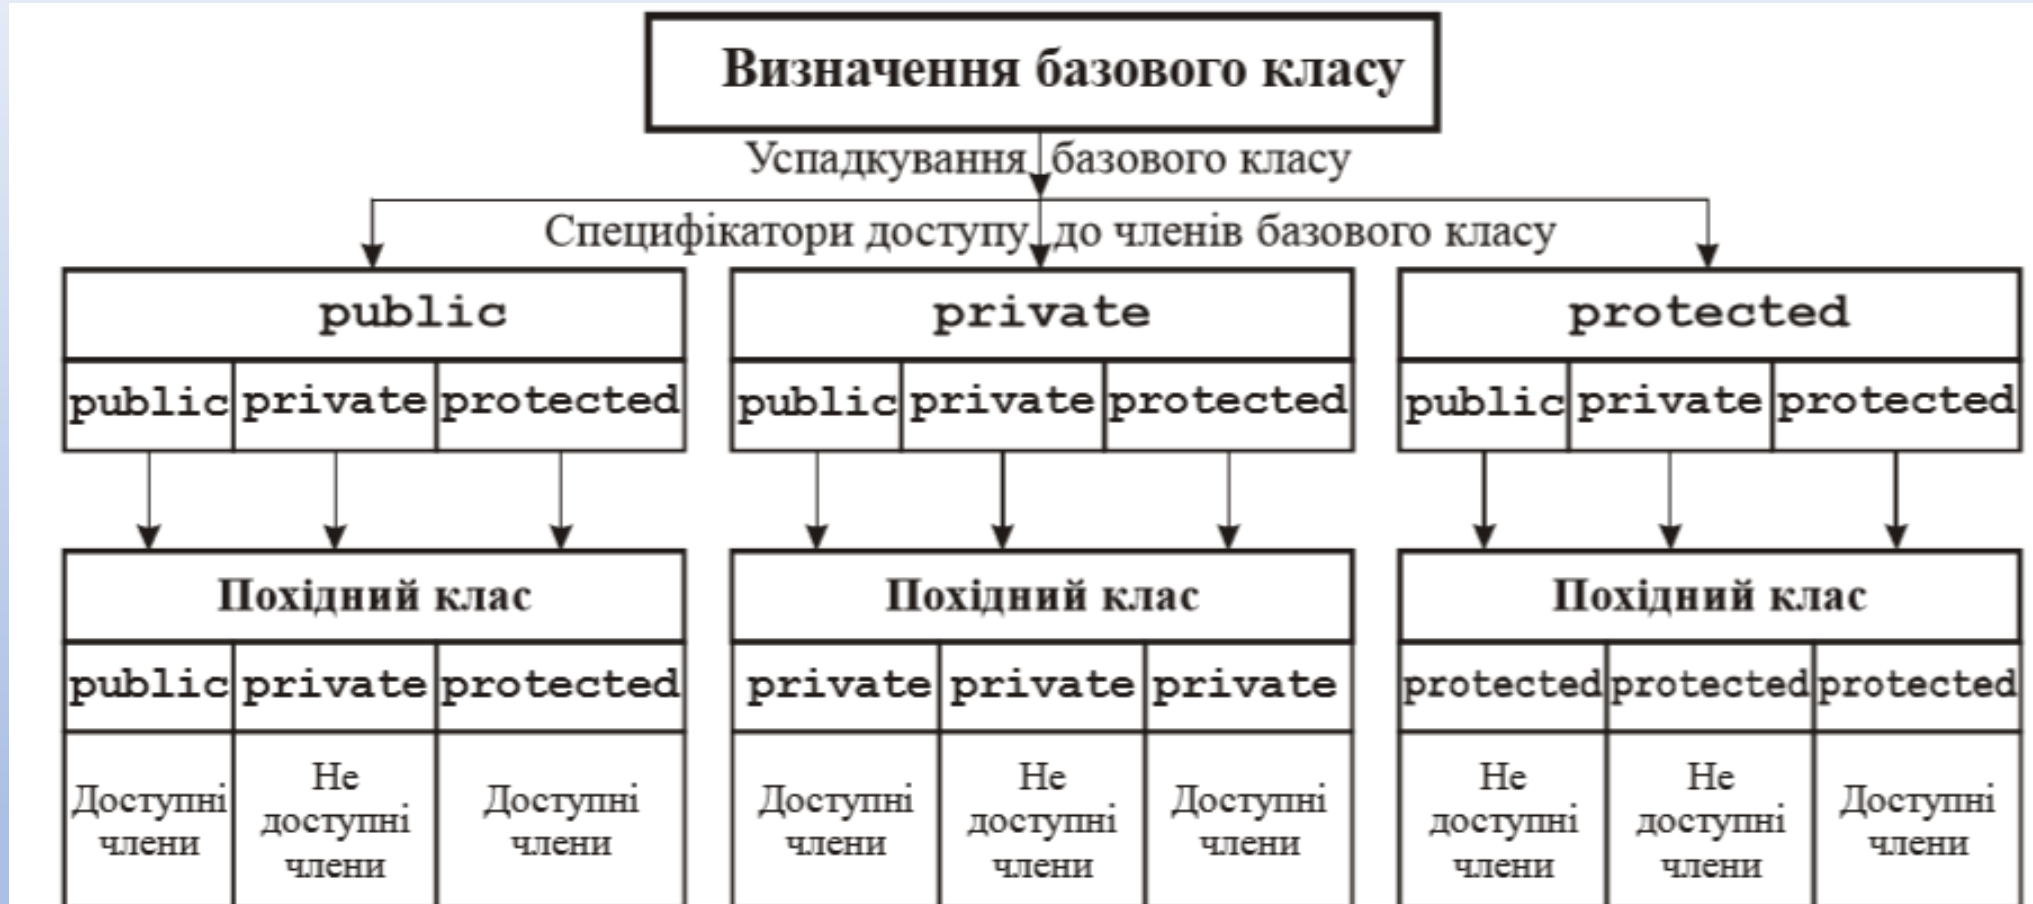 Визначення базового класу
Успадкування базового класу
Специфікатори доступу до членів базового класу
public private protected
public private protected public private protected public private protected
Похідний клас Похідний клас Похідний клас
public private protected private private private protected protected protected
Доступні члени Не доступні члени Доступні члени Доступні члени Не доступні члени Доступні члени Не доступні члени Не доступні члени Доступні члени